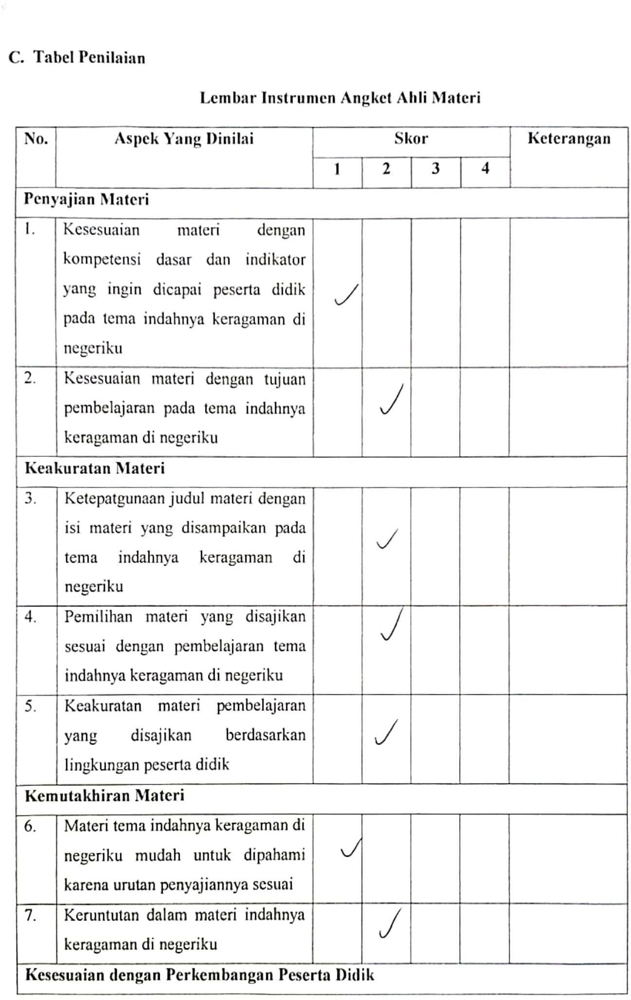 C. Tabel Penilaian
Lembar Instrumen Angket Ahli Materi
No. Aspek Yang Dinilai Skor Keterangan
1 2 3 4
Penyajian Materi
1. Kesesuaian materi dengan
kompetensi dasar dan indikator
yang ingin dicapai peserta didik
pada tema indahnya keragaman di
negeriku
2. Kesesuaian materi dengan tujuan
pembelajaran pada tema indahnya
keragaman di negeriku
Keakuratan Materi
3. Ketepatgunaan judul materi dengan
isi materi yang disampaikan pada
tema indahnya keragaman di
negeriku
4. Pemilihan materi yang disajikan
sesuai dengan pembelajaran tema
indahnya keragaman di negeriku
5. Keakuratan materi pembelajaran
yang disajikan berdasarkan
lingkungan peserta didik
Kemutakhiran Materi
6. Materi tema indahnya keragaman di
negeriku mudah untuk dipahami
karena urutan penyajiannya sesuai
7. Keruntutan dalam materi indahnya
keragaman di negeriku
Kesesuaian dengan Perkembangan Peserta Didik